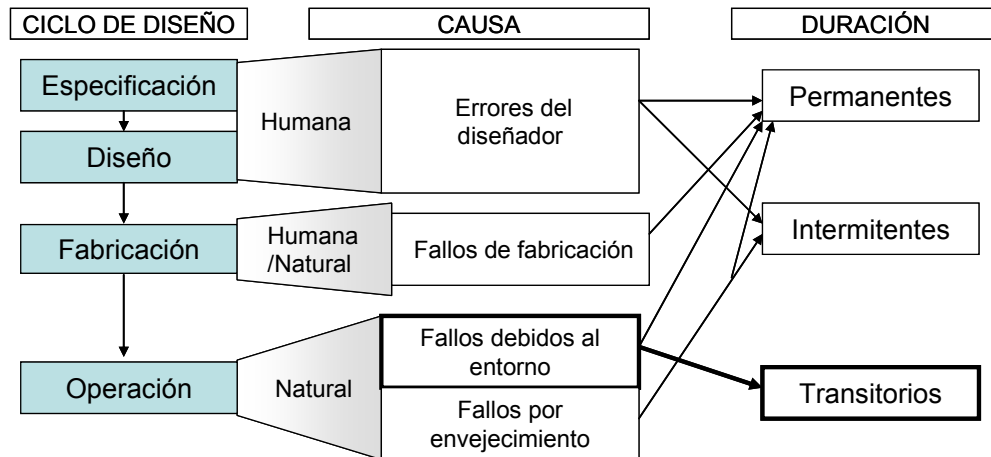 CICLO DE DISEÑO
CAUSA
DURACIÓN
Especificación
Diseño
Humana
Errores del
diseñador
Permanentes
Fabricación
Humana
/Natural
Fallos de fabricación
Intermitentes
Operación
Natural
Fallos debidos al
entorno
Fallos por
envejecimiento
Transitorios